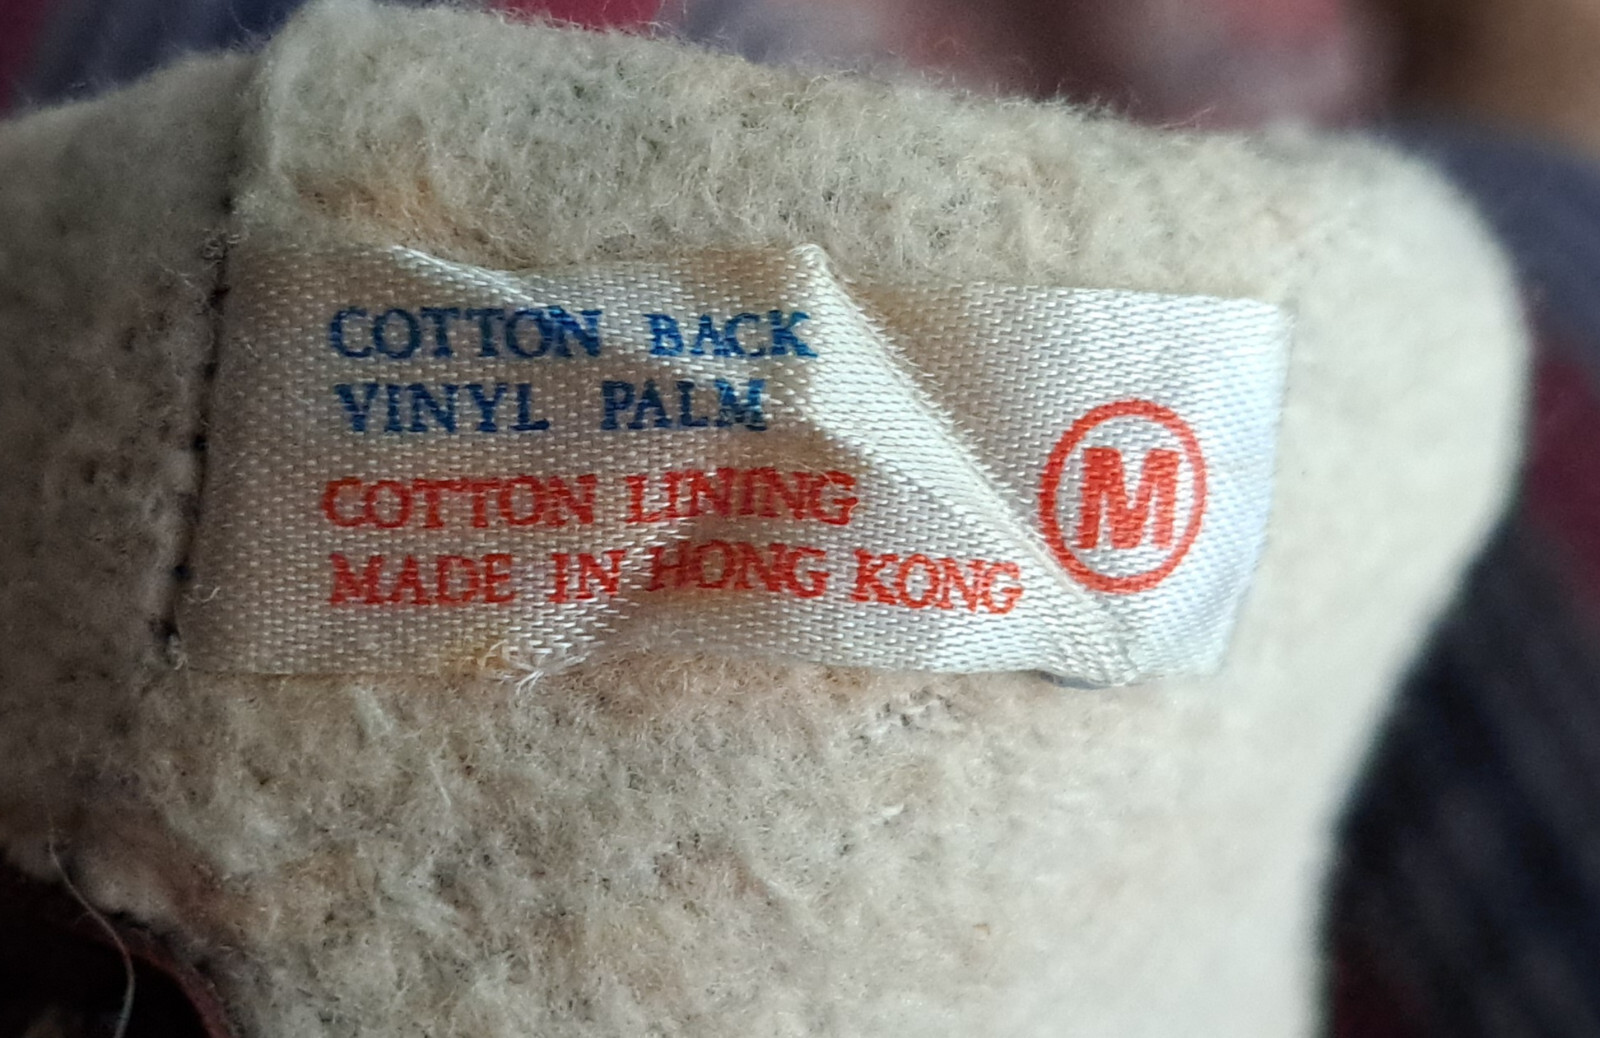 COTTON BACK
VINYL PALM
COTTON LINING
MADE IN HONG KONG
M